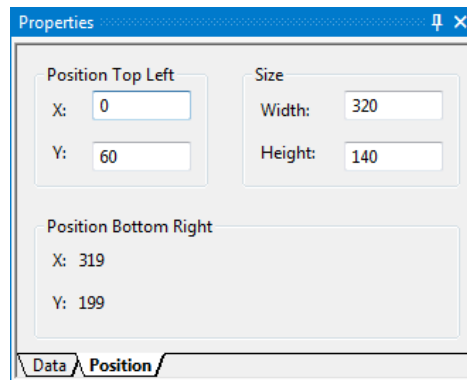 Properties
Position Top Left
X: 0
Y: 60
Size
Width: 320
Height: 140
Position Bottom Right
X: 319
Y: 199
Data Position